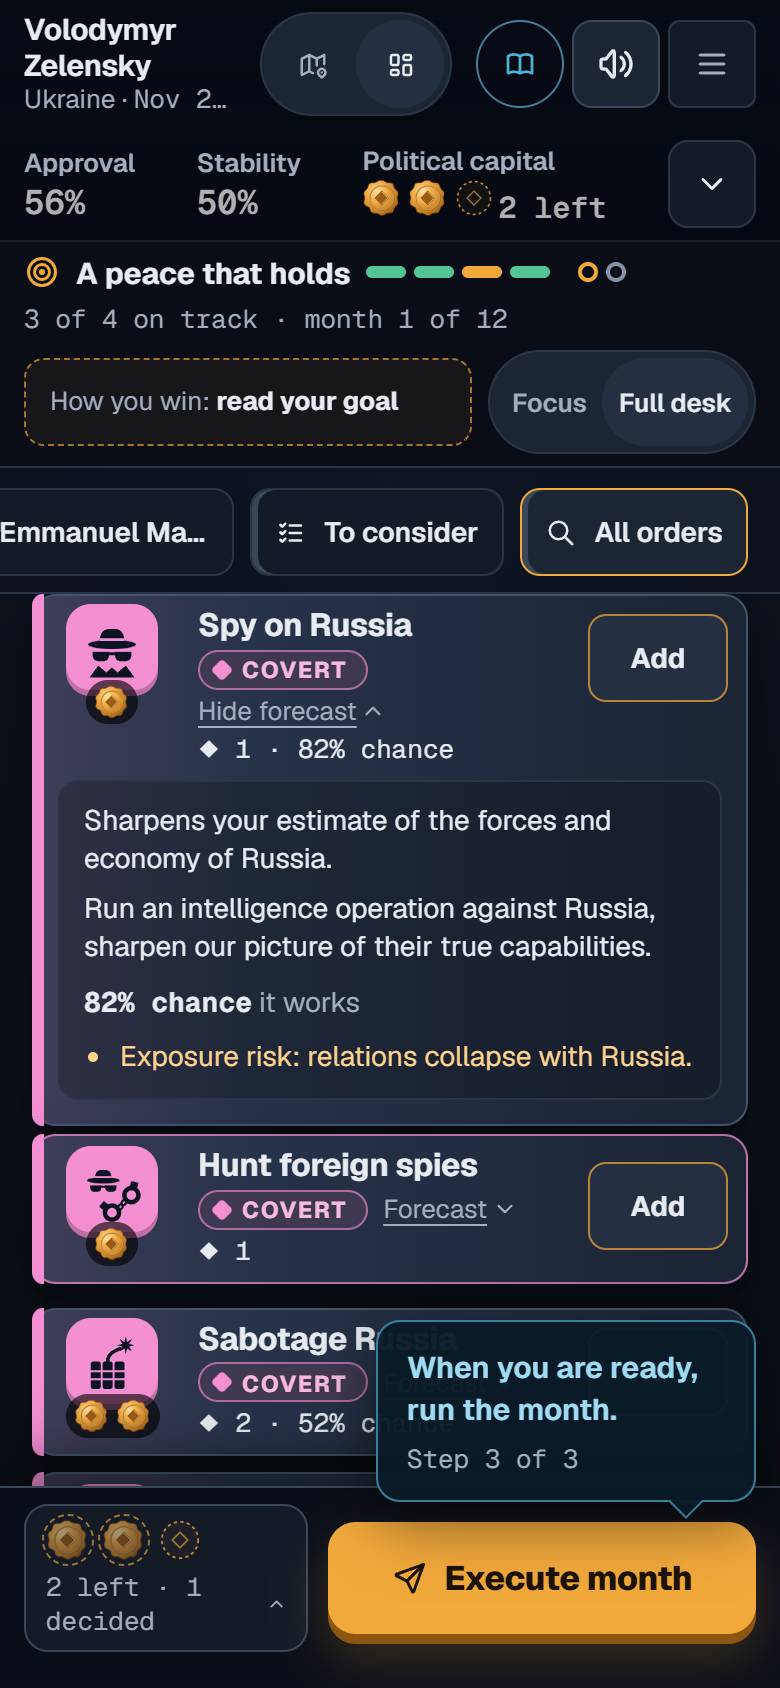 Volodymyr
Zelensky
Ukraine · Nov 2…
Approval
56%
Stability
50%
Political capital
2 left
A peace that holds
3 of 4 on track · month 1 of 12
How you win: read your goal
Focus
Full desk
Emmanuel Ma…
To consider
All orders
Spy on Russia
COVERT
Hide forecast
1 · 82% chance
Add
Sharpens your estimate of the forces and
economy of Russia.
Run an intelligence operation against Russia,
sharpen our picture of their true capabilities.
82% chance it works
• Exposure risk: relations collapse with Russia.
Hunt foreign spies
COVERT
Forecast
1
Add
Sabotage Russia
COVERT
Forecast
2 · 52% chance
When you are ready,
run the month.
Step 3 of 3
2 left · 1
decided
Execute month